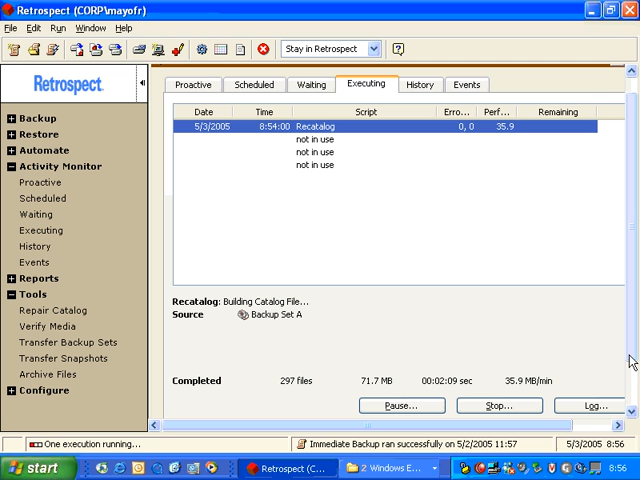 Retrospect (CORP\mayofr)
File Edit Run Window Help
Stay in Retrospect
Retrospect.
Backup
Restore
Automate
Activity Monitor
Proactive
Scheduled
Waiting
Executing
History
Events
Reports
Tools
Repair Catalog
Verify Media
Transfer Backup Sets
Transfer Snapshots
Archive Files
Configure
Proactive Scheduled Waiting Executing History Events
Date Time Script Erro... Perf... Remaining
5/3/2005 8:54:00 Recatalog 0, 0 35.9
not in use
not in use
not in use
Recatalog: Building Catalog File...
Source Backup Set A
Completed 297 files 71.7 MB 00:02:09 sec 35.9 MB/min
Pause... Stop... Log...
One execution running... Immediate Backup ran successfully on 5/2/2005 11:57 5/3/2005 8:56
start Retrospect (C... 2 Windows E... 8:56